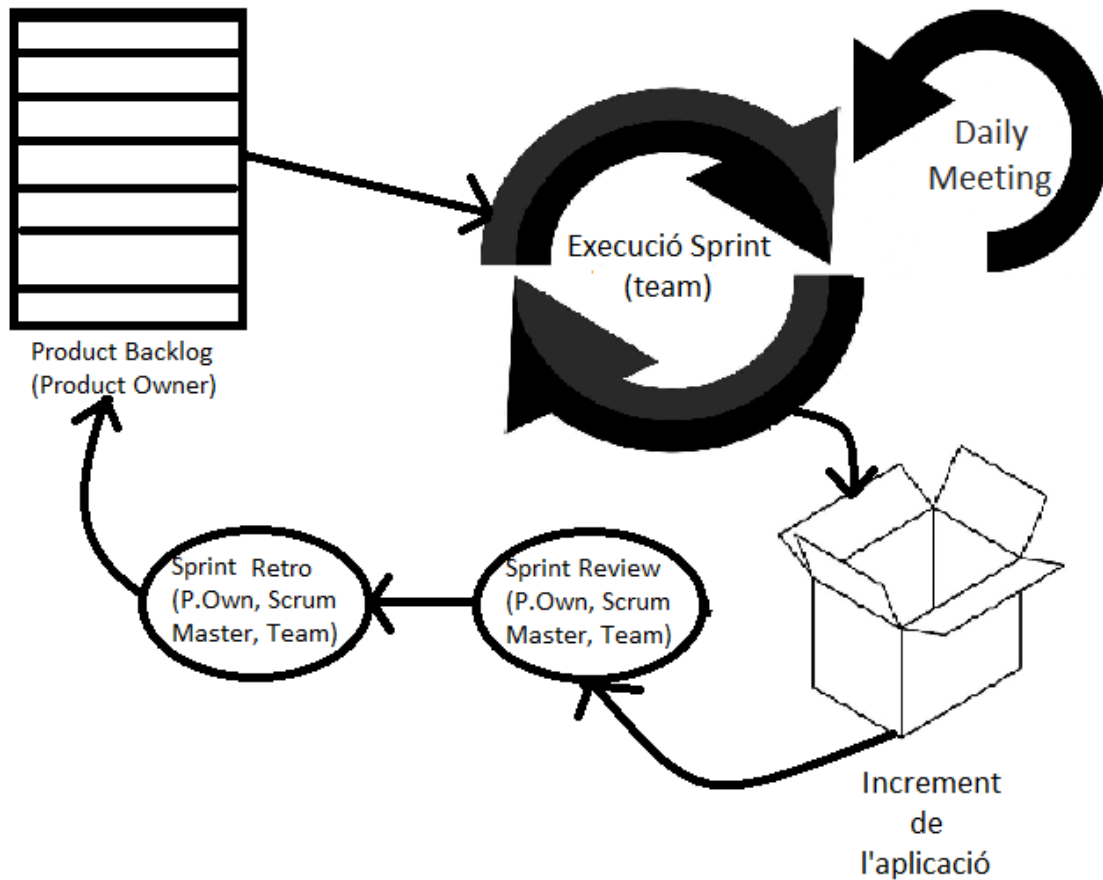 Product Backlog
(Product Owner)
Execució Sprint
(team)
Daily
Meeting
Sprint Retro
(P.Own, Scrum
Master, Team)
Sprint Review
(P.Own, Scrum
Master, Team)
Increment
de
l'aplicació